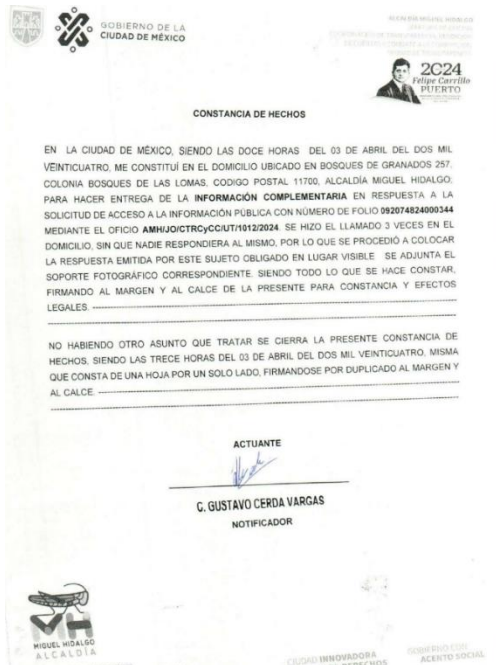 GOBIERNO DE LA
CIUDAD DE MÉXICO
ALCALDÍA MIGUEL HIDALGO
2024
Felipe Carrillo
PUERTO
CONSTANCIA DE HECHOS
EN LA CIUDAD DE MÉXICO, SIENDO LAS DOCE HORAS DEL 03 DE ABRIL DEL DOS MIL
VEINTICUATRO, ME CONSTITUÍ EN EL DOMICILIO UBICADO EN BOSQUES DE GRANADOS 257,
COLONIA BOSQUES DE LAS LOMAS, CODIGO POSTAL 11700, ALCALDÍA MIGUEL HIDALGO;
PARA HACER ENTREGA DE LA INFORMACIÓN COMPLEMENTARIA EN RESPUESTA A LA
SOLICITUD DE ACCESO A LA INFORMACIÓN PÚBLICA CON NÚMERO DE FOLIO 092074824000344
MEDIANTE EL OFICIO AMH/JO/CTRCyCC/UT/1012/2024. SE HIZO EL LLAMADO 3 VECES EN EL
DOMICILIO, SIN QUE NADIE RESPONDIERA AL MISMO, POR LO QUE SE PROCEDIÓ A COLOCAR
LA RESPUESTA EMITIDA POR ESTE SUJETO OBLIGADO EN LUGAR VISIBLE SE ADJUNTA EL
SOPORTE FOTOGRÁFICO CORRESPONDIENTE. SIENDO TODO LO QUE SE HACE CONSTAR,
FIRMANDO AL MARGEN Y AL CALCE DE LA PRESENTE PARA CONSTANCIA Y EFECTOS
LEGALES.
NO HABIENDO OTRO ASUNTO QUE TRATAR SE CIERRA LA PRESENTE CONSTANCIA DE
HECHOS, SIENDO LAS TRECE HORAS DEL 03 DE ABRIL DEL DOS MIL VEINTICUATRO, MISMA
QUE CONSTA DE UNA HOJA POR UN SOLO LADO, FIRMANDOSE POR DUPLICADO AL MARGEN Y
AL CALCE.
ACTUANTE
C. GUSTAVO CERDA VARGAS
NOTIFICADOR
MH
MIGUEL HIDALGO
ALCALDÍA
CIUDAD INNOVADORA
DERECHOS
GOBIERNO CON
ACENTO SOCIAL